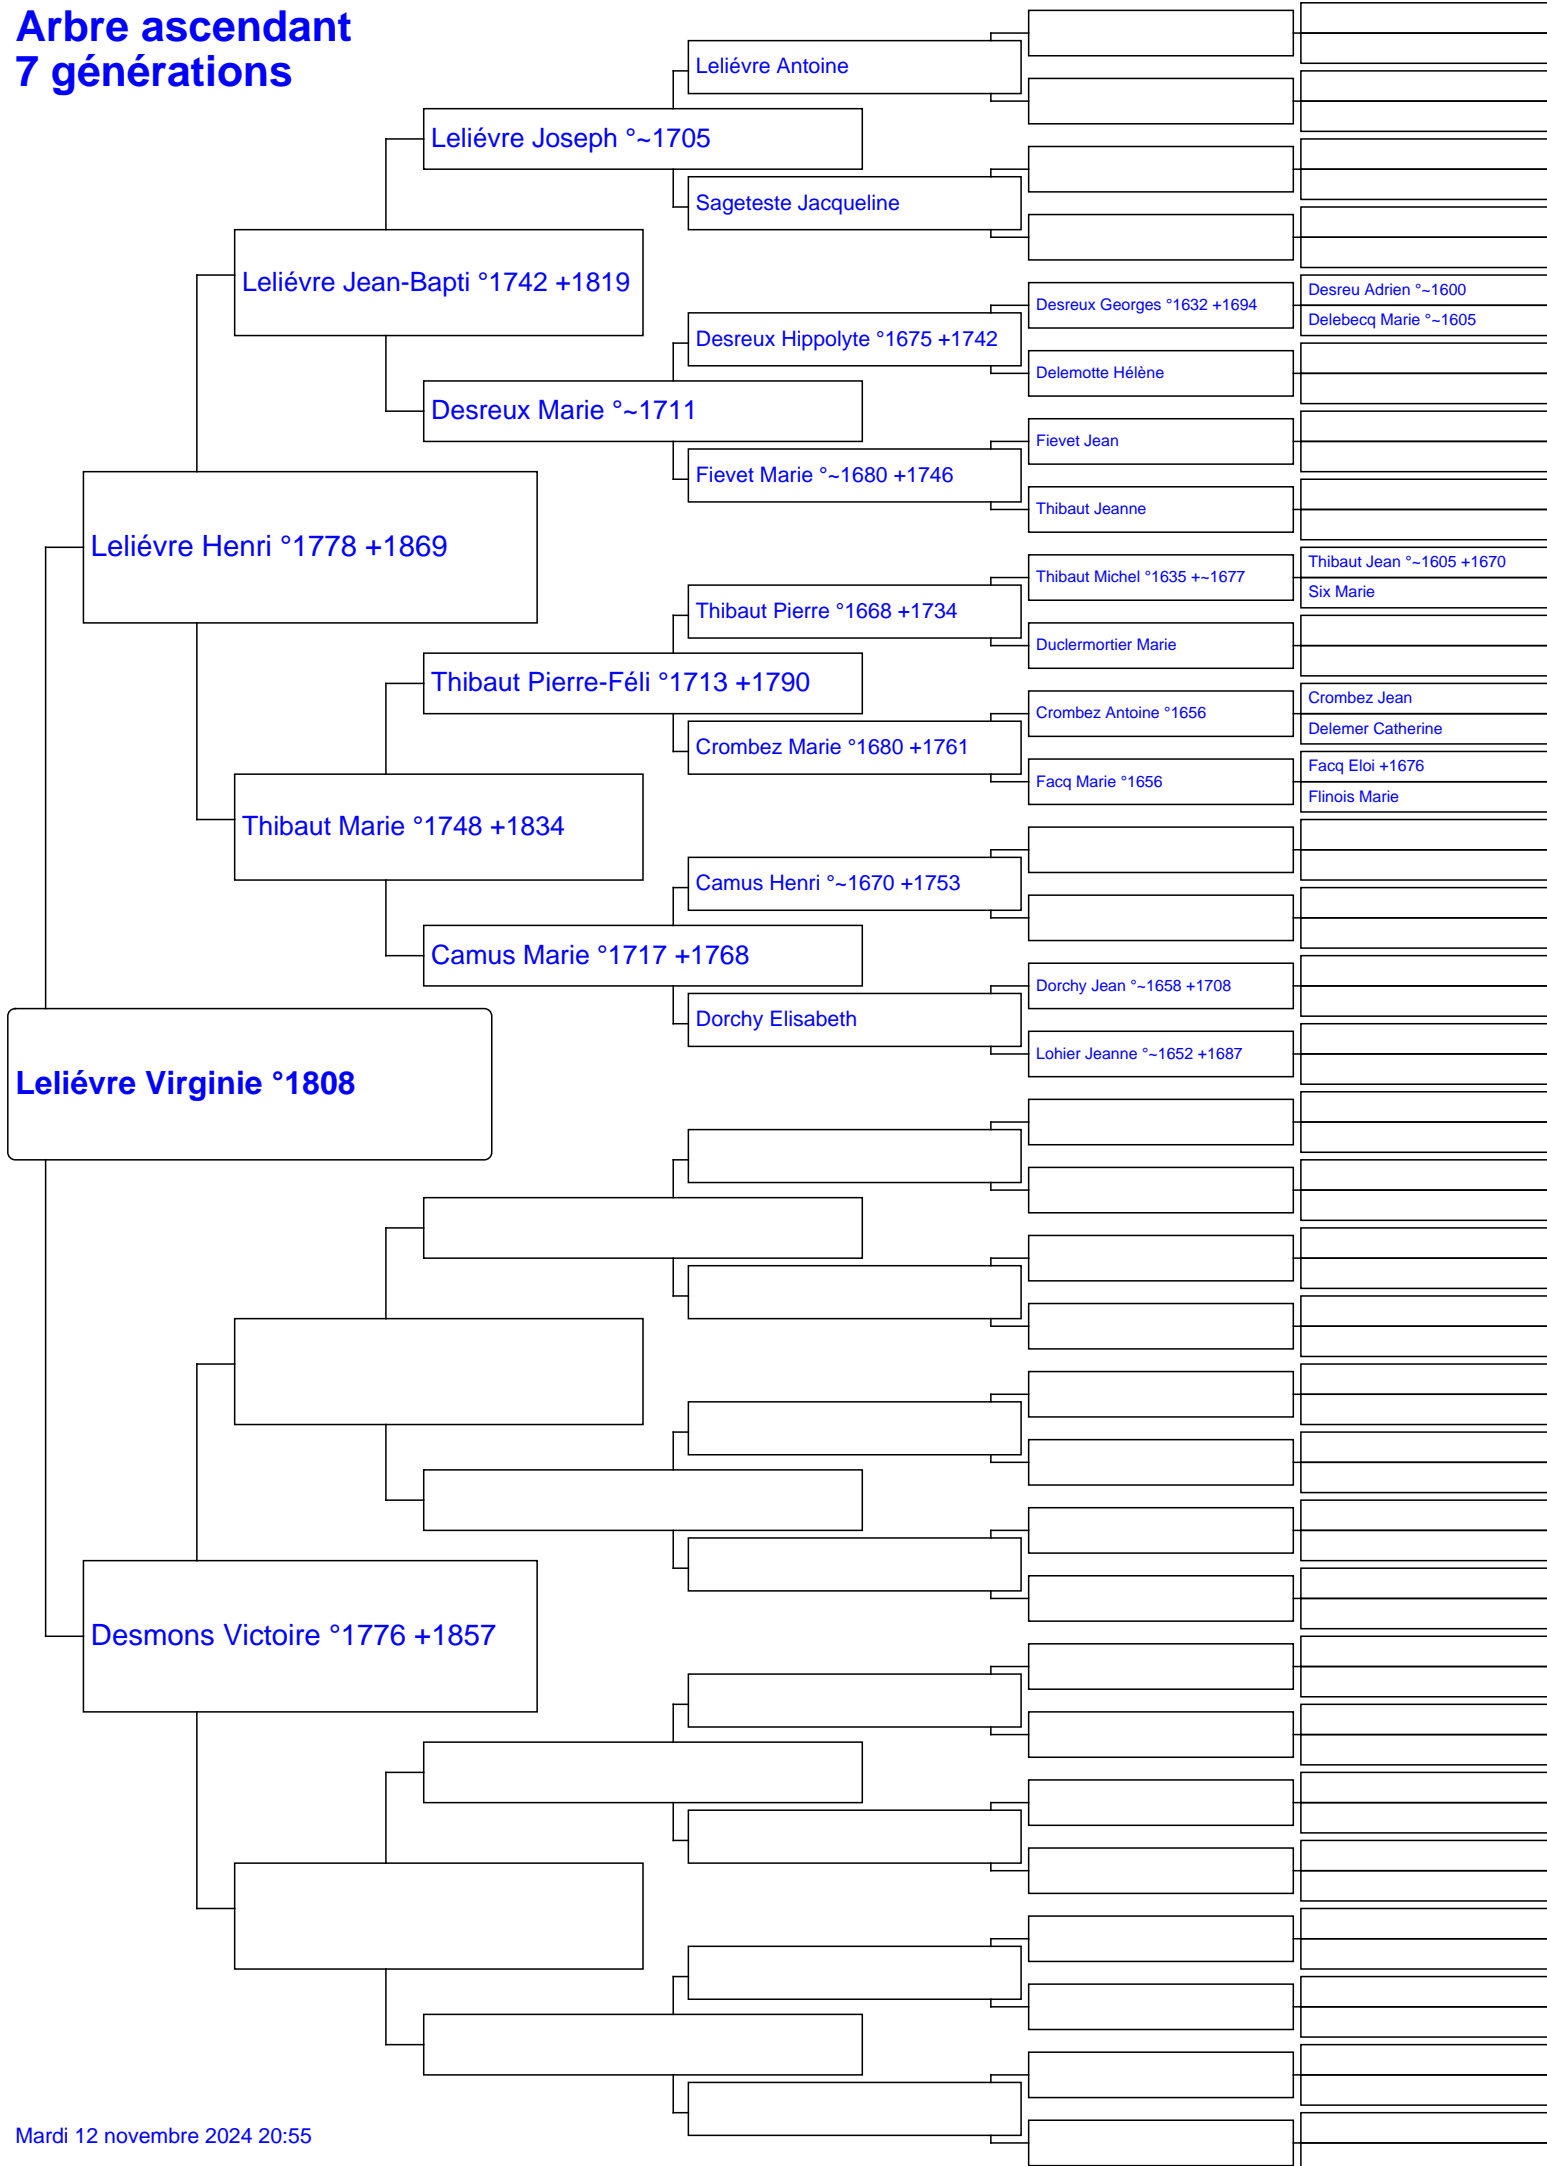 Arbre ascendant
7 générations
Leliévre Antoine
Leliévre Joseph °~1705
Sageteste Jacqueline
Leliévre Jean-Bapti °1742 +1819
Desreu Adrien °~1600
Desreux Georges °1632 +1694
Delebecq Marie °~1605
Desreux Hippolyte °1675 +1742
Delemotte Hélène
Desreux Marie °~1711
Fievet Jean
Fievet Marie °~1680 +1746
Thibaut Jeanne
Leliévre Henri °1778 +1869
Thibaut Jean °~1605 +1670
Thibaut Michel °1635 +~1677
Six Marie
Thibaut Pierre °1668 +1734
Duclermortier Marie
Thibaut Pierre-Féli °1713 +1790
Crombez Jean
Crombez Antoine °1656
Delemer Catherine
Crombez Marie °1680 +1761
Facq Eloi +1676
Facq Marie °1656
Flinois Marie
Thibaut Marie °1748 +1834
Camus Henri °~1670 +1753
Camus Marie °1717 +1768
Dorchy Jean °~1658 +1708
Dorchy Elisabeth
Lohier Jeanne °~1652 +1687
Leliévre Virginie °1808
Desmons Victoire °1776 +1857
Mardi 12 novembre 2024 20:55